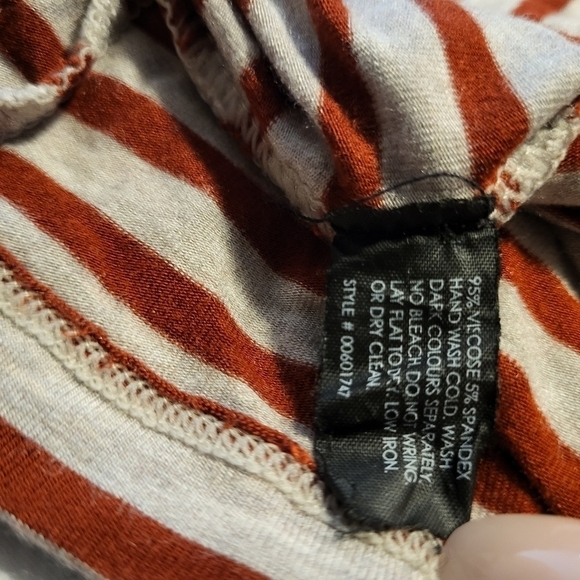 95% VISCOSE 5% SPANDEX
HAND WASH COLD, WASH
DARK COLOURS SEPARATELY
NO BLEACH, DO NOT WRING
LAY FLAT TO DRY, LOW IRON
OR DRY CLEAN
STYLE # 00601747